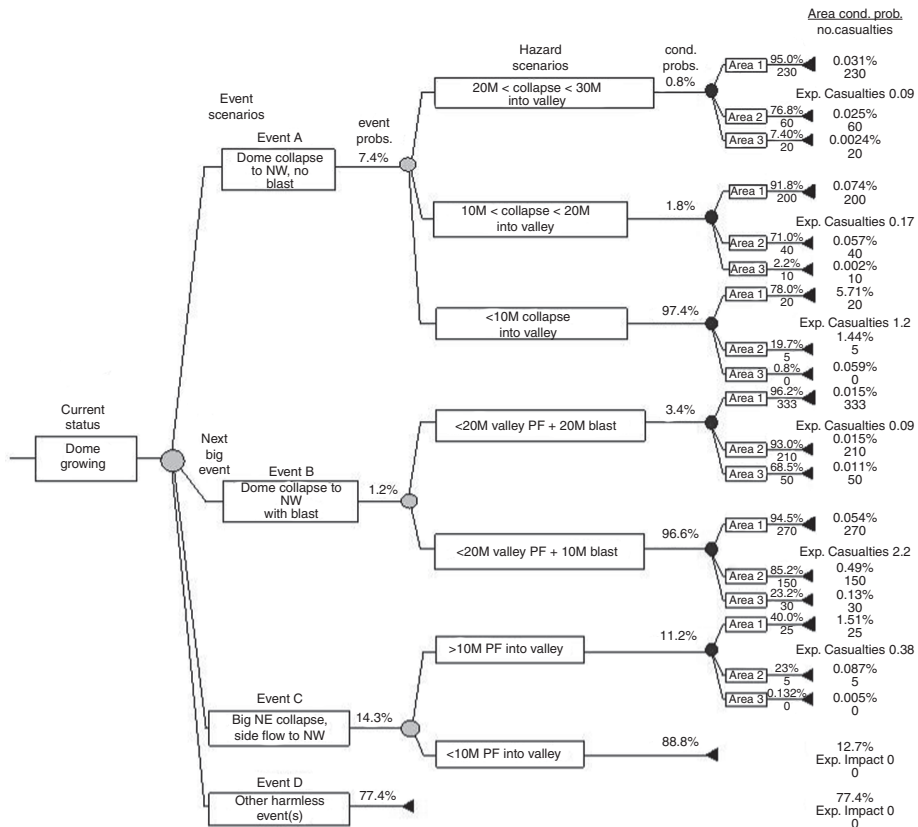 Area cond. prob.
no.casualties
Hazard
scenarios
cond.
probs.
Event
scenarios
event
probs.
Current
status
Dome
growing
Next
big
event
Event A
Dome collapse
to NW, no
blast
7.4%
20M < collapse < 30M
into valley
0.8%
Area 1 95.0% 0.031%
230 230
Exp. Casualties 0.09
Area 2 76.8% 0.025%
60 60
Area 3 7.40% 0.0024%
20 20
10M < collapse < 20M
into valley
1.8%
Area 1 91.8% 0.074%
200 200
Exp. Casualties 0.17
Area 2 71.0% 0.057%
40 40
Area 3 2.2% 0.002%
10 10
<10M collapse
into valley
97.4%
Area 1 78.0% 5.71%
20 20
Exp. Casualties 1.2
Area 2 19.7% 1.44%
5 5
Area 3 0.8% 0.059%
0 0
Event B
Dome collapse to
NW
with blast
1.2%
<20M valley PF + 20M blast
3.4%
Area 1 96.2% 0.015%
333 333
Exp. Casualties 0.09
Area 2 93.0% 0.015%
210 210
Area 3 68.5% 0.011%
50 50
<20M valley PF + 10M blast
96.6%
Area 1 94.5% 0.054%
270 270
Exp. Casualties 2.2
Area 2 85.2% 0.49%
150 150
Area 3 23.2% 0.13%
30 30
Event C
Big NE collapse,
side flow to NW
14.3%
>10M PF into valley
11.2%
Area 1 40.0% 1.51%
25 25
Exp. Casualties 0.38
Area 2 23% 0.087%
5 5
Area 3 0.132% 0.005%
0 0
<10M PF into valley
88.8%
12.7%
Exp. Impact 0
0
Event D
Other harmless
event(s)
77.4%
77.4%
Exp. Impact 0
0